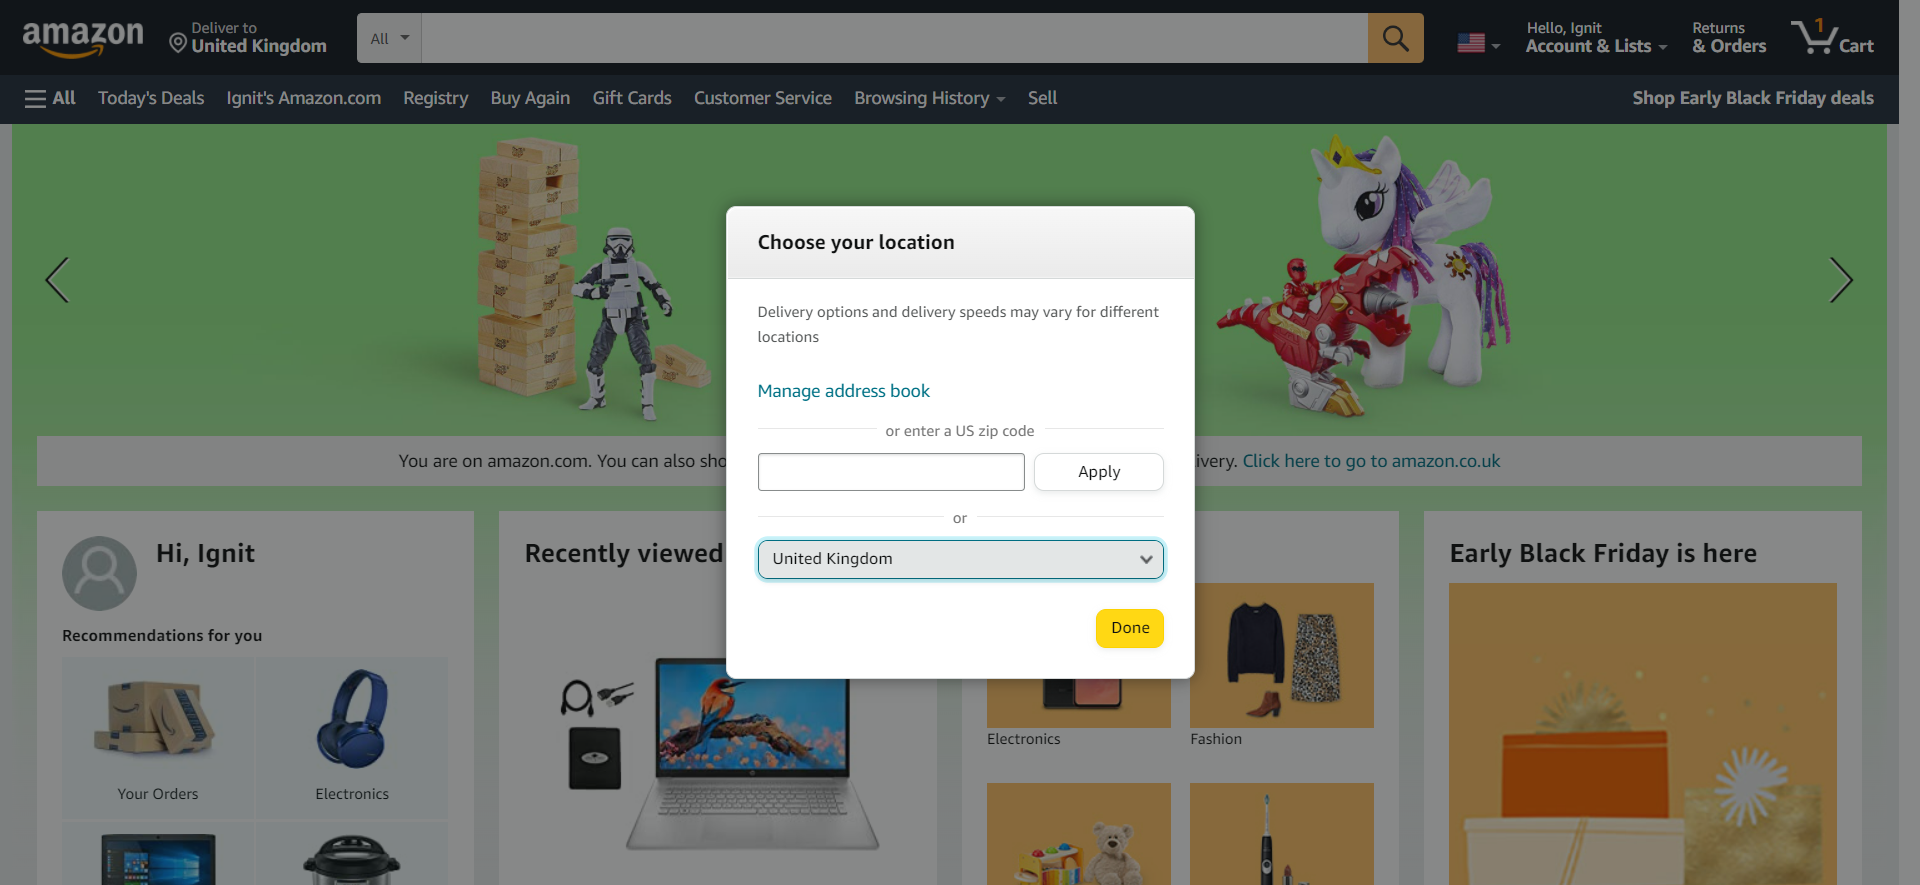 amazon
Deliver to
United Kingdom
All
Hello, Ignit
Account & Lists
Returns
& Orders
1
Cart
All
Today's Deals
Ignit's Amazon.com
Registry
Buy Again
Gift Cards
Customer Service
Browsing History
Sell
Shop Early Black Friday deals
Choose your location
Delivery options and delivery speeds may vary for different
locations
Manage address book
or enter a US zip code
Apply
or
United Kingdom
Done
You are on amazon.com. You can also sho
ivery. Click here to go to amazon.co.uk
Hi, Ignit
Recommendations for you
Your Orders
Electronics
Recently viewed
Electronics
Fashion
Early Black Friday is here